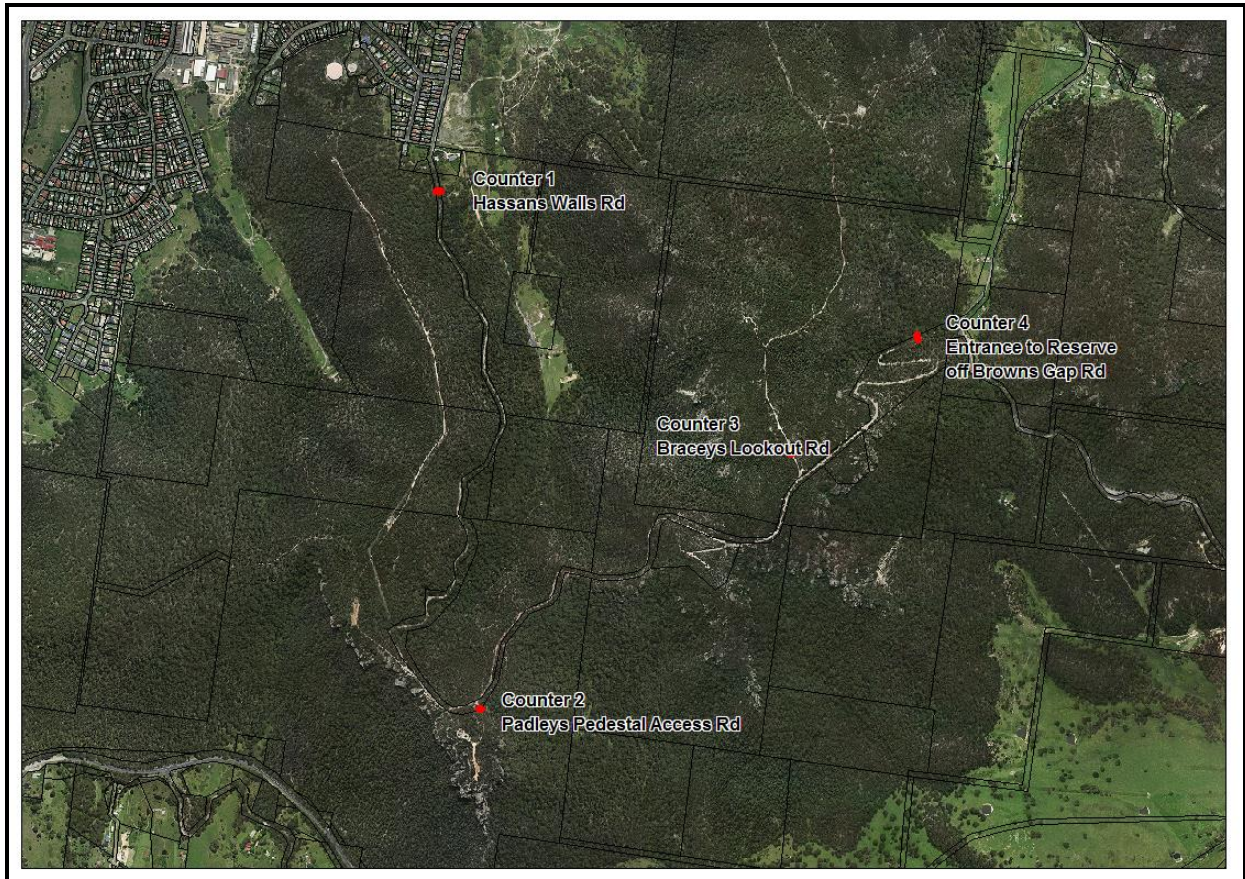 Counter 1
Hassans Walls Rd
Counter 4
Entrance to Reserve
off Browns Gap Rd
Counter 3
Braceys Lookout Rd
Counter 2
Padleys Pedestal Access Rd